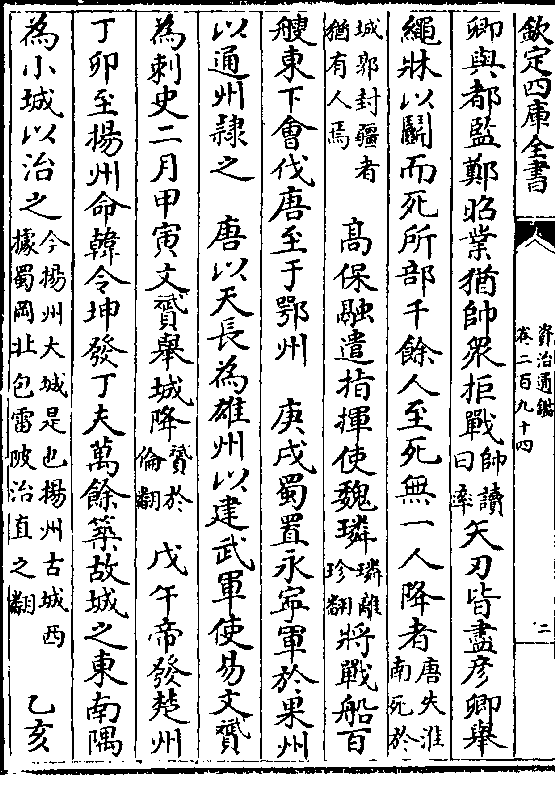 欽定四庫全書
資治通鑑
卷二百九十四
二
卿與都監鄭昭業猶帥衆拒戰帥讀曰率矢刃皆盡彦卿舉
繩牀以鬭而死所部千餘人至死無一人降者唐失淮南死於
城郭封疆者猶有人焉 髙保融遣指揮使魏璘璘離珍翻將戰船百
艘東下會伐唐至于鄂州 庚戌蜀置永寜軍於果州
以通州隸之 唐以天長為雄州以建武軍使易文贇
為刺史二月甲寅文贇舉城降贇於倫翻 戊午帝發楚州
丁卯至揚州命韓令坤發丁夫萬餘築故城之東南隅
為小城以治之今揚州大城是也揚州古城西據蜀岡北包雷陂治直之翻 乙亥